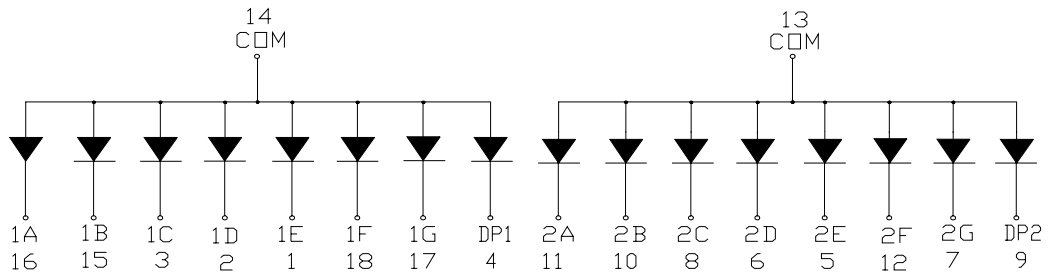 14 13
COM COM
1A 1B 1C 1D 1E 1F 1G DP1 2A 2B 2C 2D 2E 2F 2G DP2
16 15 3 2 1 18 17 4 11 10 8 6 5 12 7 9